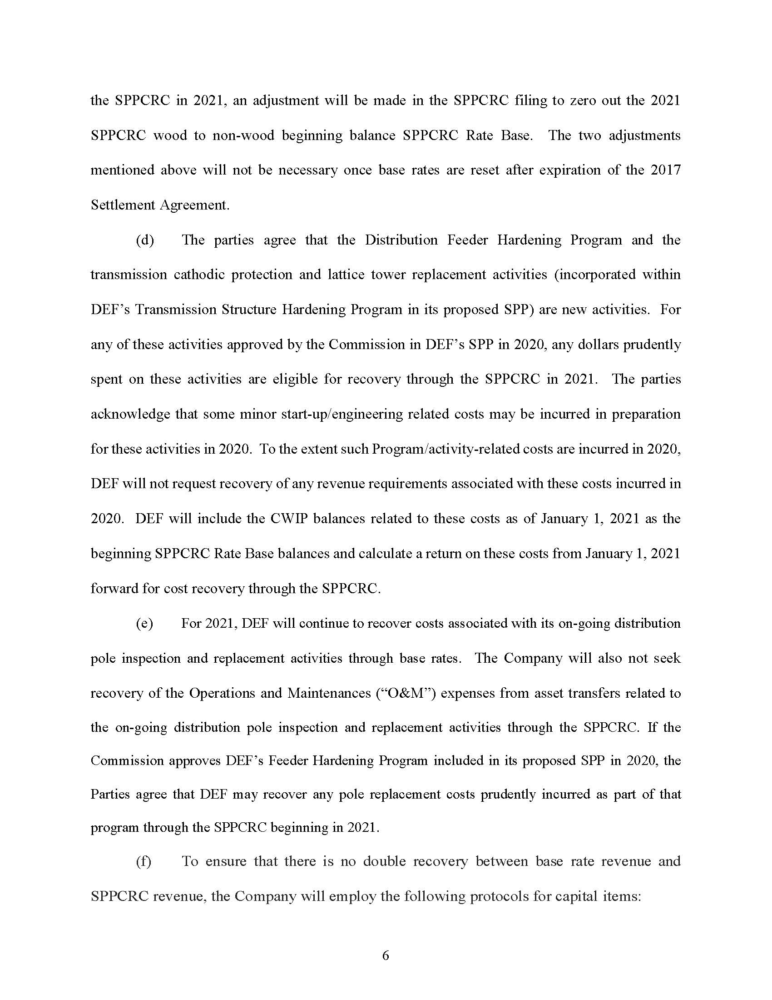 the SPPCRC in 2021, an adjustment will be made in the SPPCRC filing to zero out the 2021
SPPCRC wood to non-wood beginning balance SPPCRC Rate Base.  The two adjustments
mentioned above will not be necessary once base rates are reset after expiration of the 2017
Settlement Agreement.
(d) The parties agree that the Distribution Feeder Hardening Program and the
transmission cathodic protection and lattice tower replacement activities (incorporated within
DEF’s Transmission Structure Hardening Program in its proposed SPP) are new activities.  For
any of these activities approved by the Commission in DEF’s SPP in 2020, any dollars prudently
spent on these activities are eligible for recovery through the SPPCRC in 2021.  The parties
acknowledge that some minor start-up/engineering related costs may be incurred in preparation
for these activities in 2020.  To the extent such Program/activity-related costs are incurred in 2020,
DEF will not request recovery of any revenue requirements associated with these costs incurred in
2020.  DEF will include the CWIP balances related to these costs as of January 1, 2021 as the
beginning SPPCRC Rate Base balances and calculate a return on these costs from January 1, 2021
forward for cost recovery through the SPPCRC.
(e) For 2021, DEF will continue to recover costs associated with its on-going distribution
pole inspection and replacement activities through base rates.  The Company will also not seek
recovery of the Operations and Maintenances (“O&M”) expenses from asset transfers related to
the on-going distribution pole inspection and replacement activities through the SPPCRC. If the
Commission approves DEF’s Feeder Hardening Program included in its proposed SPP in 2020, the
Parties agree that DEF may recover any pole replacement costs prudently incurred as part of that
program through the SPPCRC beginning in 2021.
(f) To ensure that there is no double recovery between base rate revenue and
SPPCRC revenue, the Company will employ the following protocols for capital items:
6